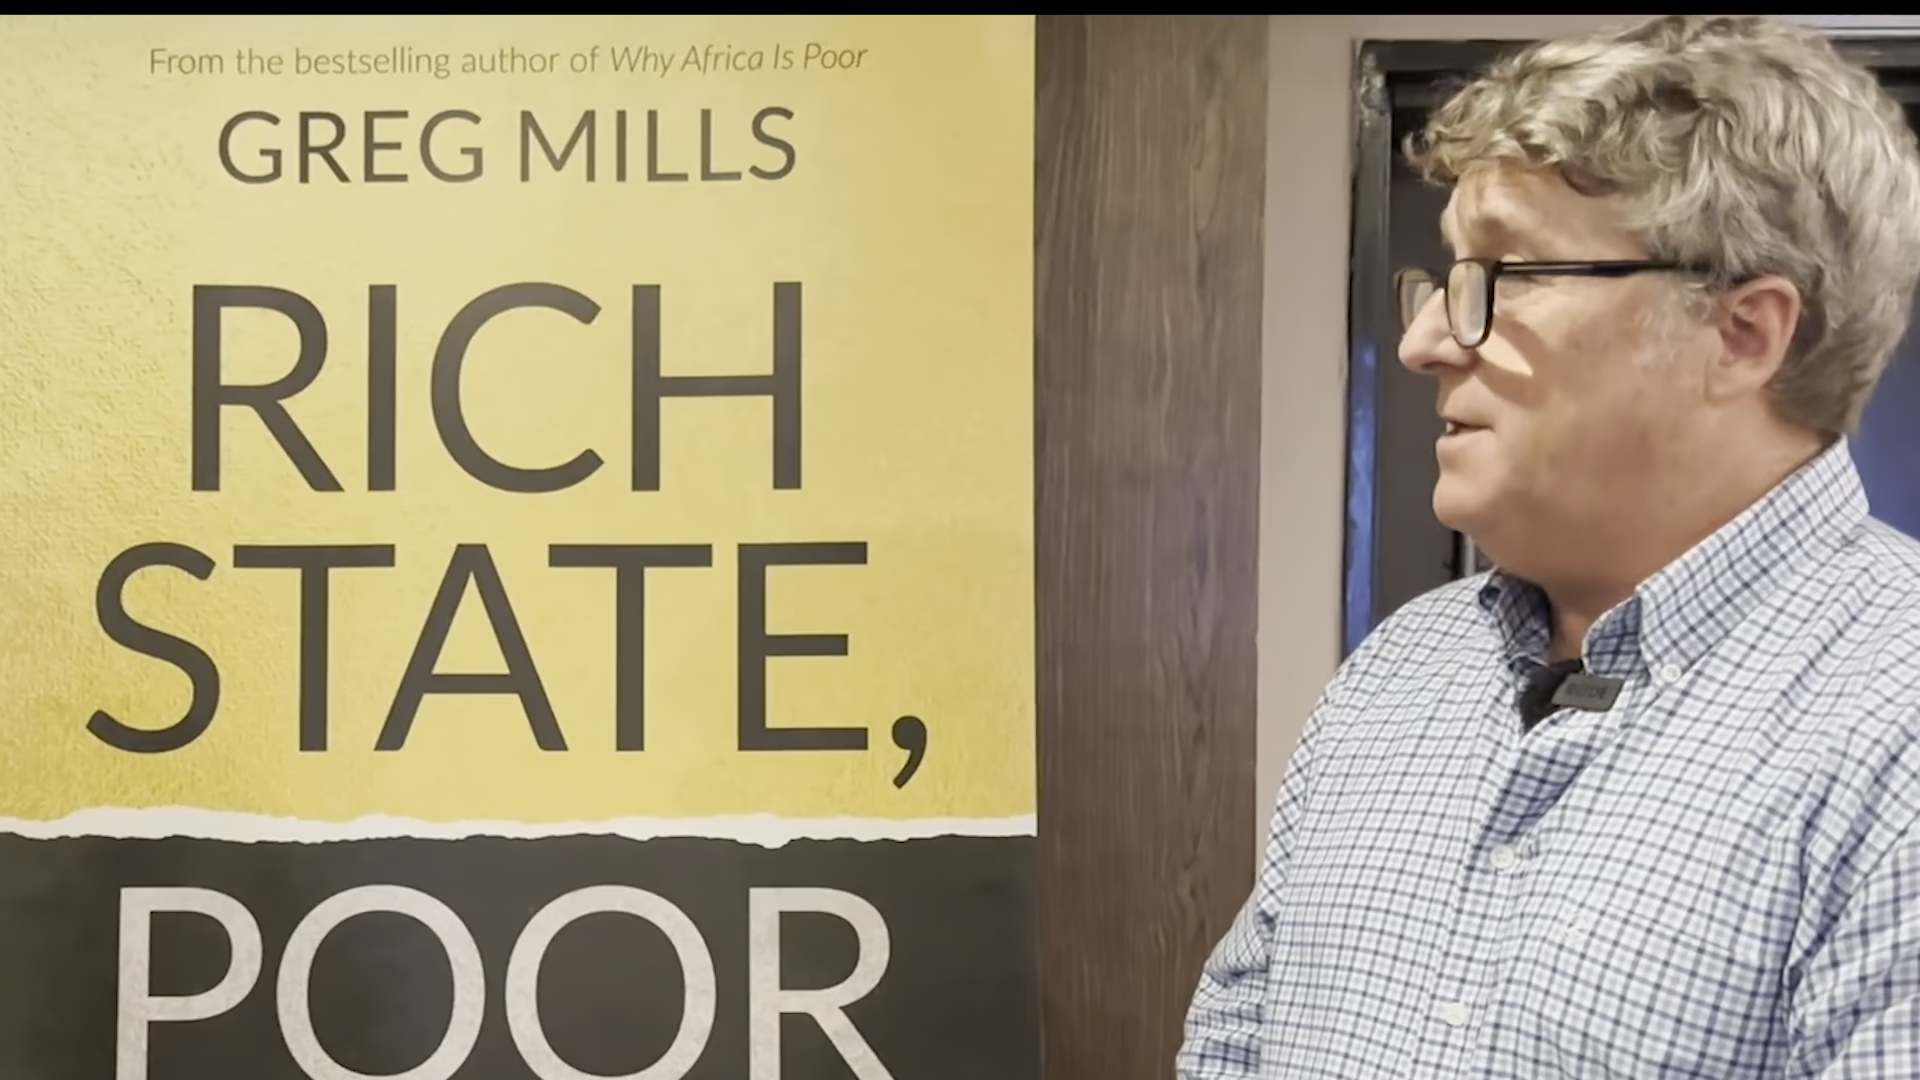 From the bestselling author of Why Africa Is Poor
GREG MILLS
RICH
STATE,
POOR